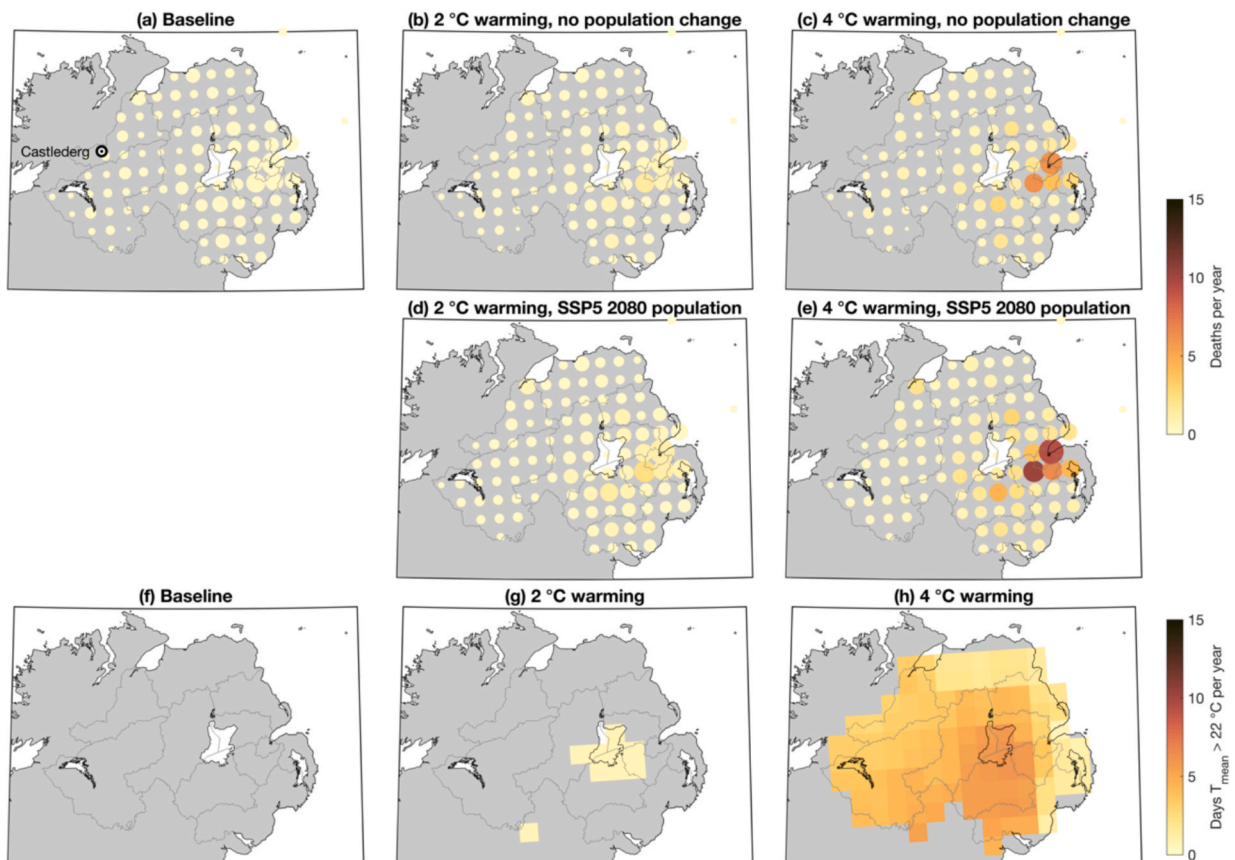 (a) Baseline
(b) 2 °C warming, no population change
(c) 4 °C warming, no population change
Castlederg
(d) 2 °C warming, SSP5 2080 population
(e) 4 °C warming, SSP5 2080 population
15
10
5
0
Deaths per year
(f) Baseline
(g) 2 °C warming
(h) 4 °C warming
15
10
5
0
Days Tmean > 22 °C per year